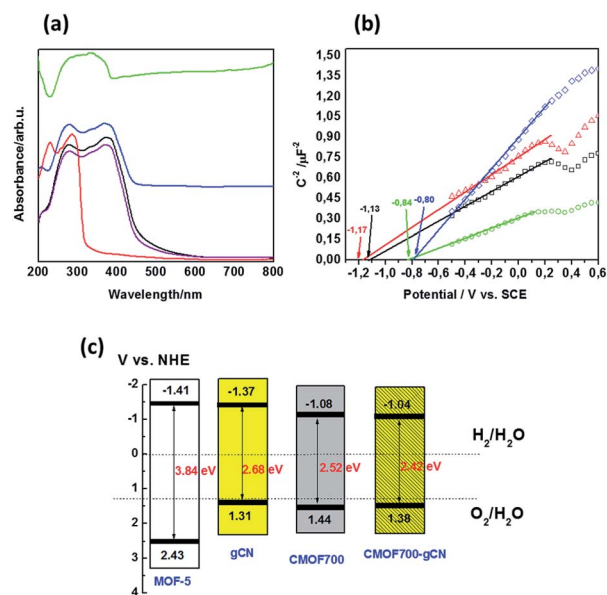 (a)
Absorbance/arb.u.
200 300 400 500 600 700 800
Wavelength/nm
(b)
C⁻²/µF⁻²
1,50
1,35
1,20
1,05
0,90
0,75
0,60
0,45
0,30
0,15
0,00
-1,17
-1,13
-0,84
-0,80
-1,2 -1,0 -0,8 -0,6 -0,4 -0,2 0,0 0,2 0,4 0,6
Potential / V vs. SCE
(c)
V vs. NHE
-2
-1
0
1
2
3
4
-1.41
3.84 eV
2.43
MOF-5
-1.37
2.68 eV
1.31
gCN
-1.08
2.52 eV
1.44
CMOF700
-1.04
2.42 eV
1.38
CMOF700-gCN
H₂/H₂O
O₂/H₂O